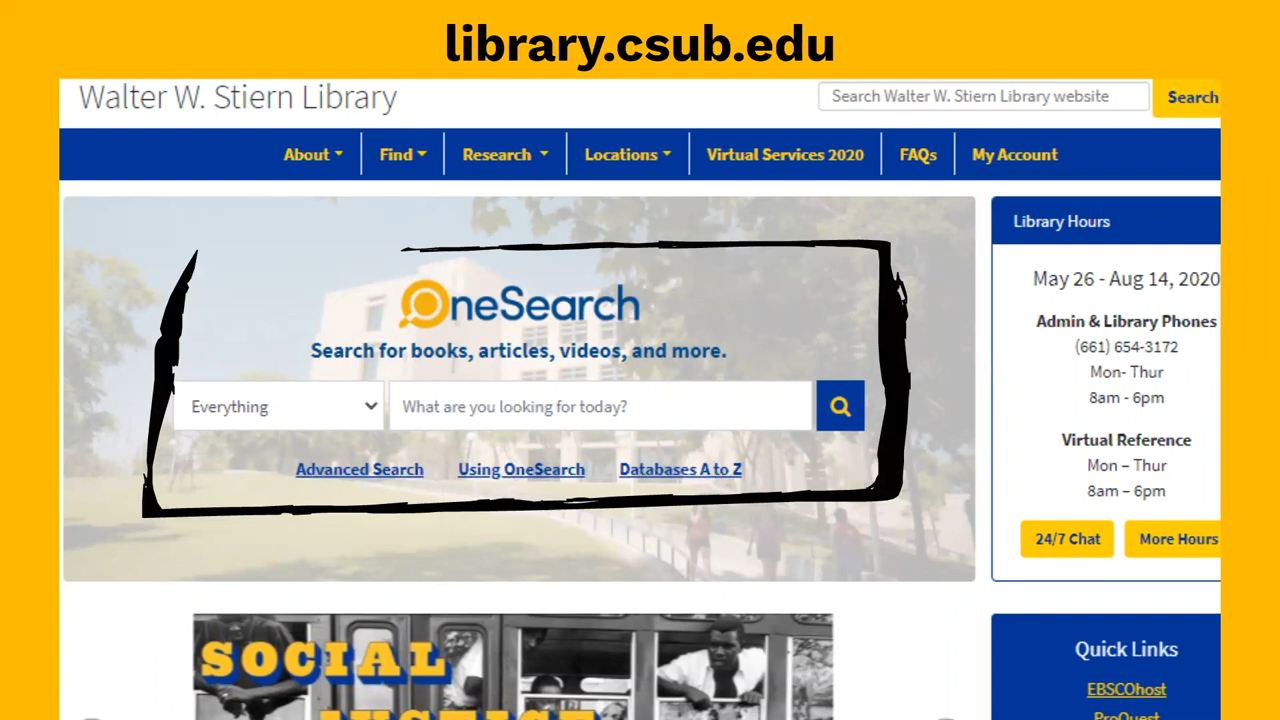 library.csub.edu
Walter W. Stiern Library
Search Walter W. Stiern Library website
Search
About
Find
Research
Locations
Virtual Services 2020
FAQs
My Account
OneSearch
Search for books, articles, videos, and more.
Everything
What are you looking for today?
Advanced Search
Using OneSearch
Databases A to Z
Library Hours
May 26 - Aug 14, 2020
Admin & Library Phones
(661) 654-3172
Mon- Thur
8am - 6pm
Virtual Reference
Mon – Thur
8am – 6pm
24/7 Chat
More Hours
SOCIAL
JUSTICE
Quick Links
EBSCOhost
ProQuest